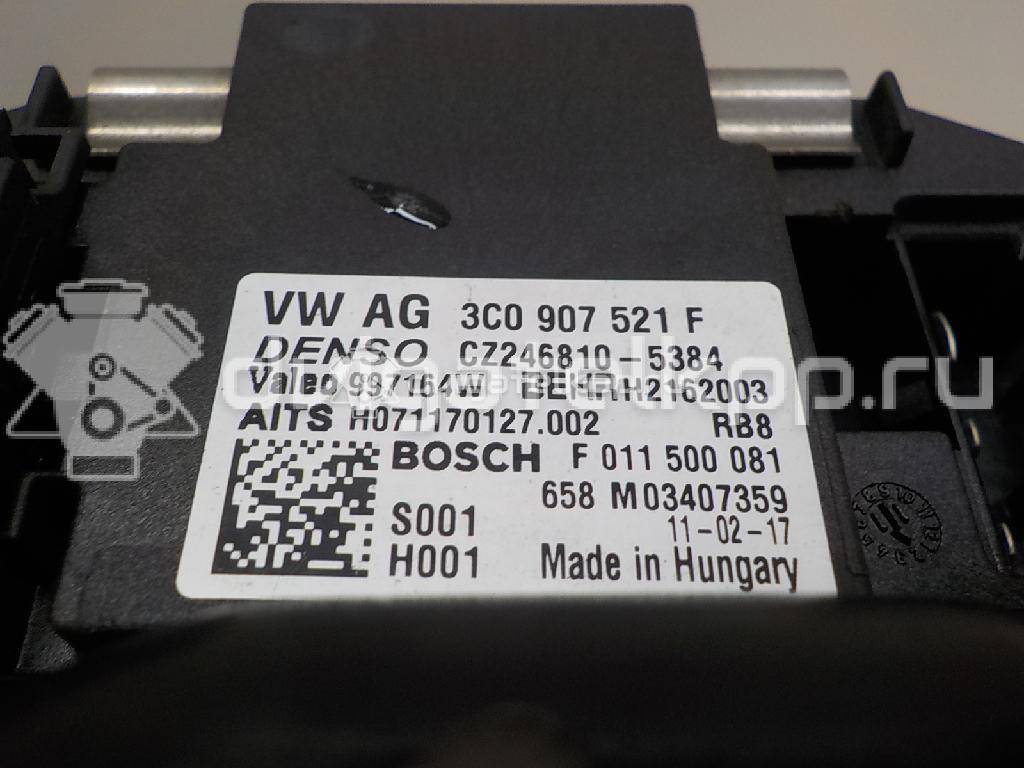 VW AG 3C0 907 521 F
DENSO CZ246810-5384
Valeo 997164W BEHR H2162003
AITS H071170127.002 RB8
BOSCH F 011 500 081
658 M03407359
S001 11-02-17
H001 Made in Hungary